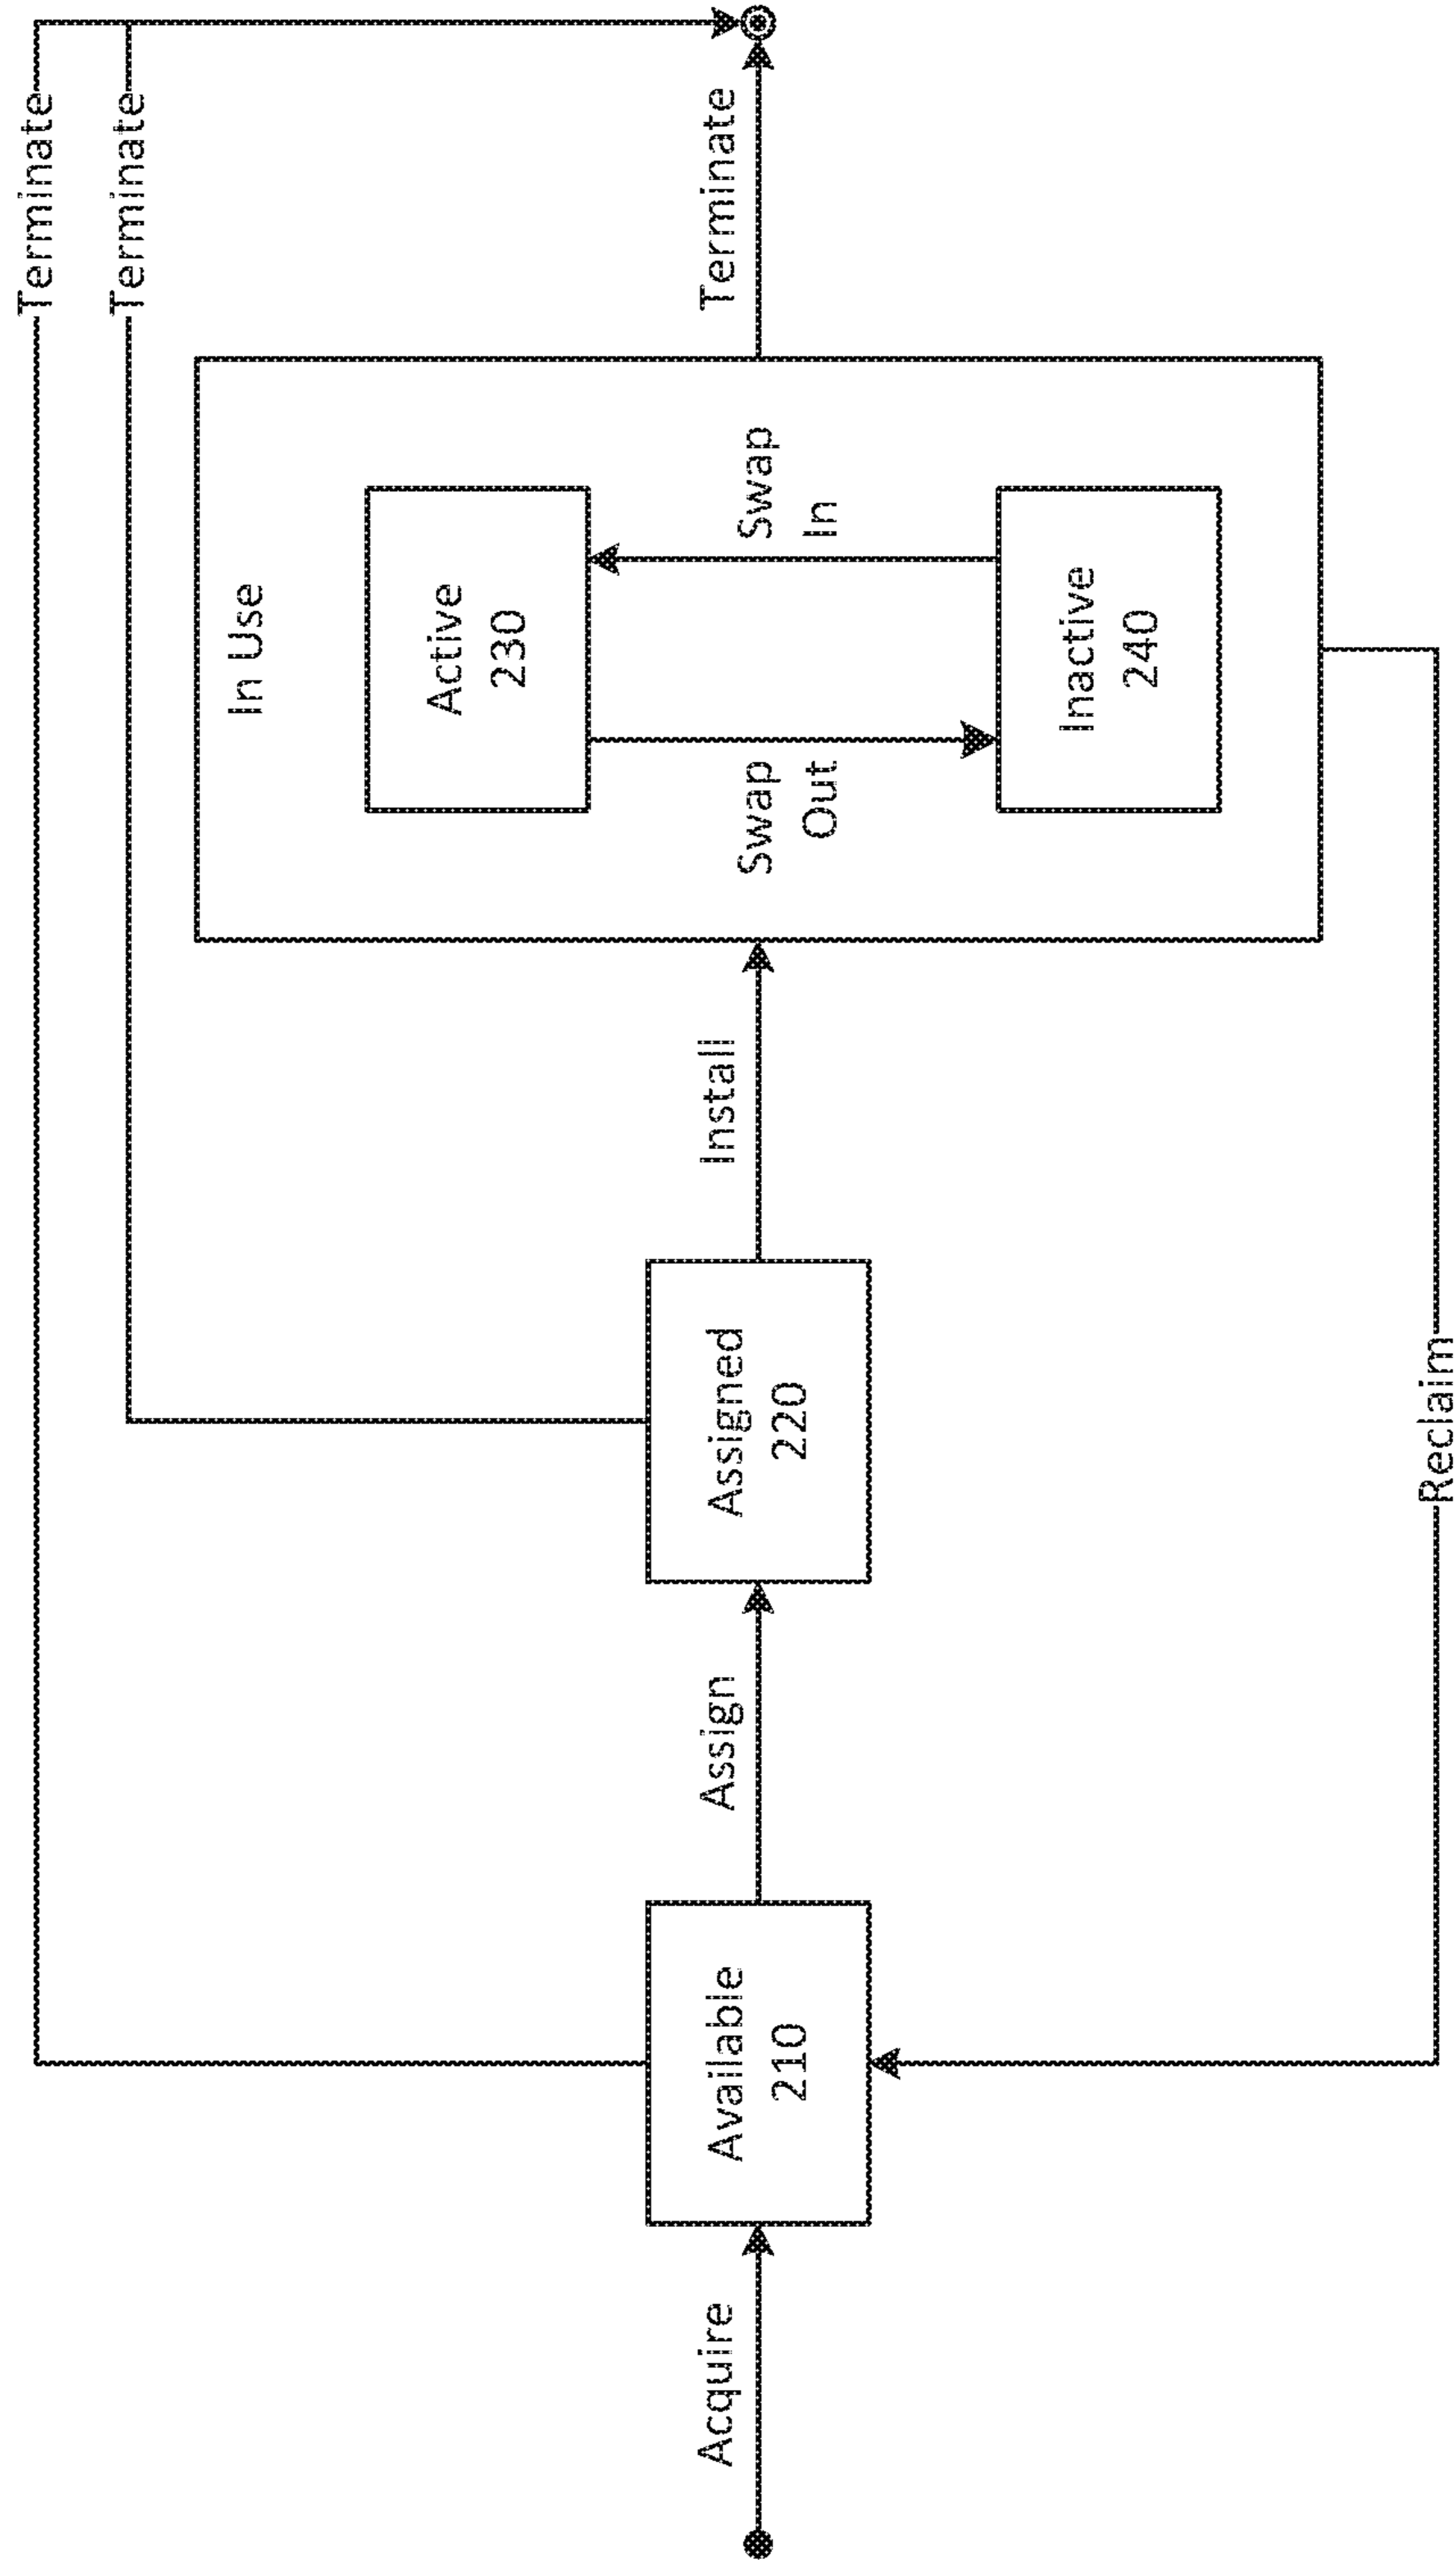 Terminate
Terminate
In Use
Active
230
Acquire
Available
210
Assign
Assigned
220
Install
Swap
Out
Swap
In
Terminate
Inactive
240
Reclaim